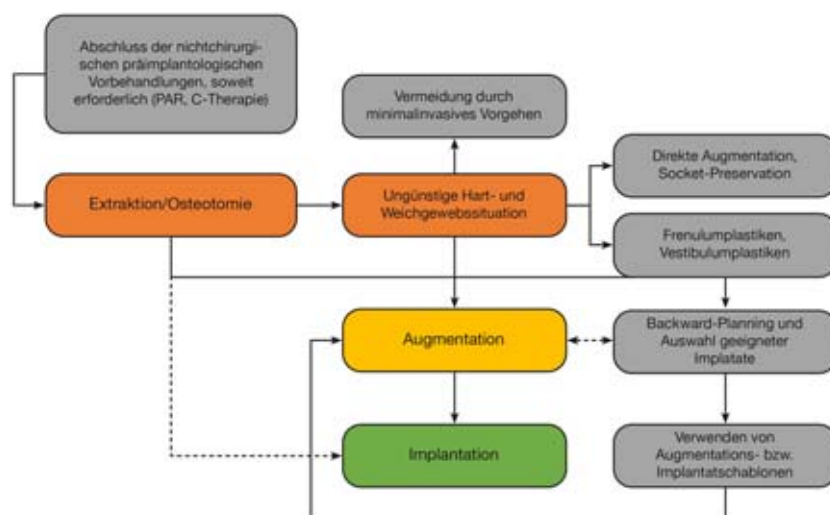 Abschluss der nichtchirurgi-
schen präimplantologischen
Vorbehandlungen, soweit
erforderlich (PAR, C-Therapie)
Vermeidung durch
minimalinvasives Vorgehen
Direkte Augmentation,
Socket-Preservation
Extraktion/Osteotomie
Ungünstige Hart- und
Weichgewebssituation
Frenulumplastiken,
Vestibulumplastiken
Augmentation
Backward-Planning und
Auswahl geeigneter
Implatate
Implantation
Verwenden von
Augmentations- bzw.
Implantatschablonen